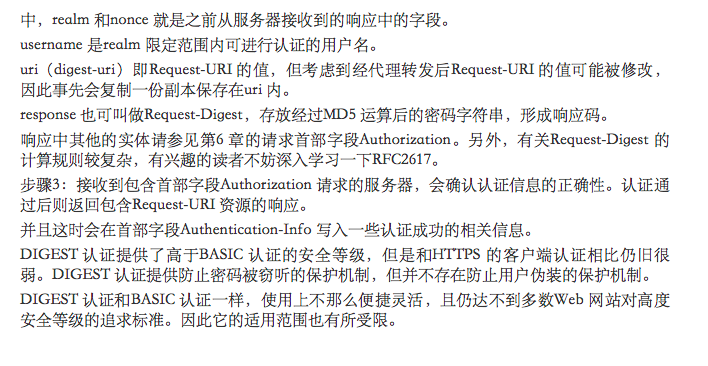 中，realm 和nonce 就是之前从服务器接收到的响应中的字段。
username 是realm 限定范围内可进行认证的用户名。
uri（digest-uri）即Request-URI 的值，但考虑到经代理转发后Request-URI 的值可能被修改，
因此事先会复制一份副本保存在uri 内。
response 也可叫做Request-Digest，存放经过MD5 运算后的密码字符串，形成响应码。
响应中其他的实体请参见第6 章的请求首部字段Authorization。另外，有关Request-Digest 的
计算规则较复杂，有兴趣的读者不妨深入学习一下RFC2617。
步骤3：接收到包含首部字段Authorization 请求的服务器，会确认认证信息的正确性。认证通
过后则返回包含Request-URI 资源的响应。
并且这时会在首部字段Authentication-Info 写入一些认证成功的相关信息。
DIGEST 认证提供了高于BASIC 认证的安全等级，但是和HTTPS 的客户端认证相比仍旧很
弱。DIGEST 认证提供防止密码被窃听的保护机制，但并不存在防止用户伪装的保护机制。
DIGEST 认证和BASIC 认证一样，使用上不那么便捷灵活，且仍达不到多数Web 网站对高度
安全等级的追求标准。因此它的适用范围也有所受限。